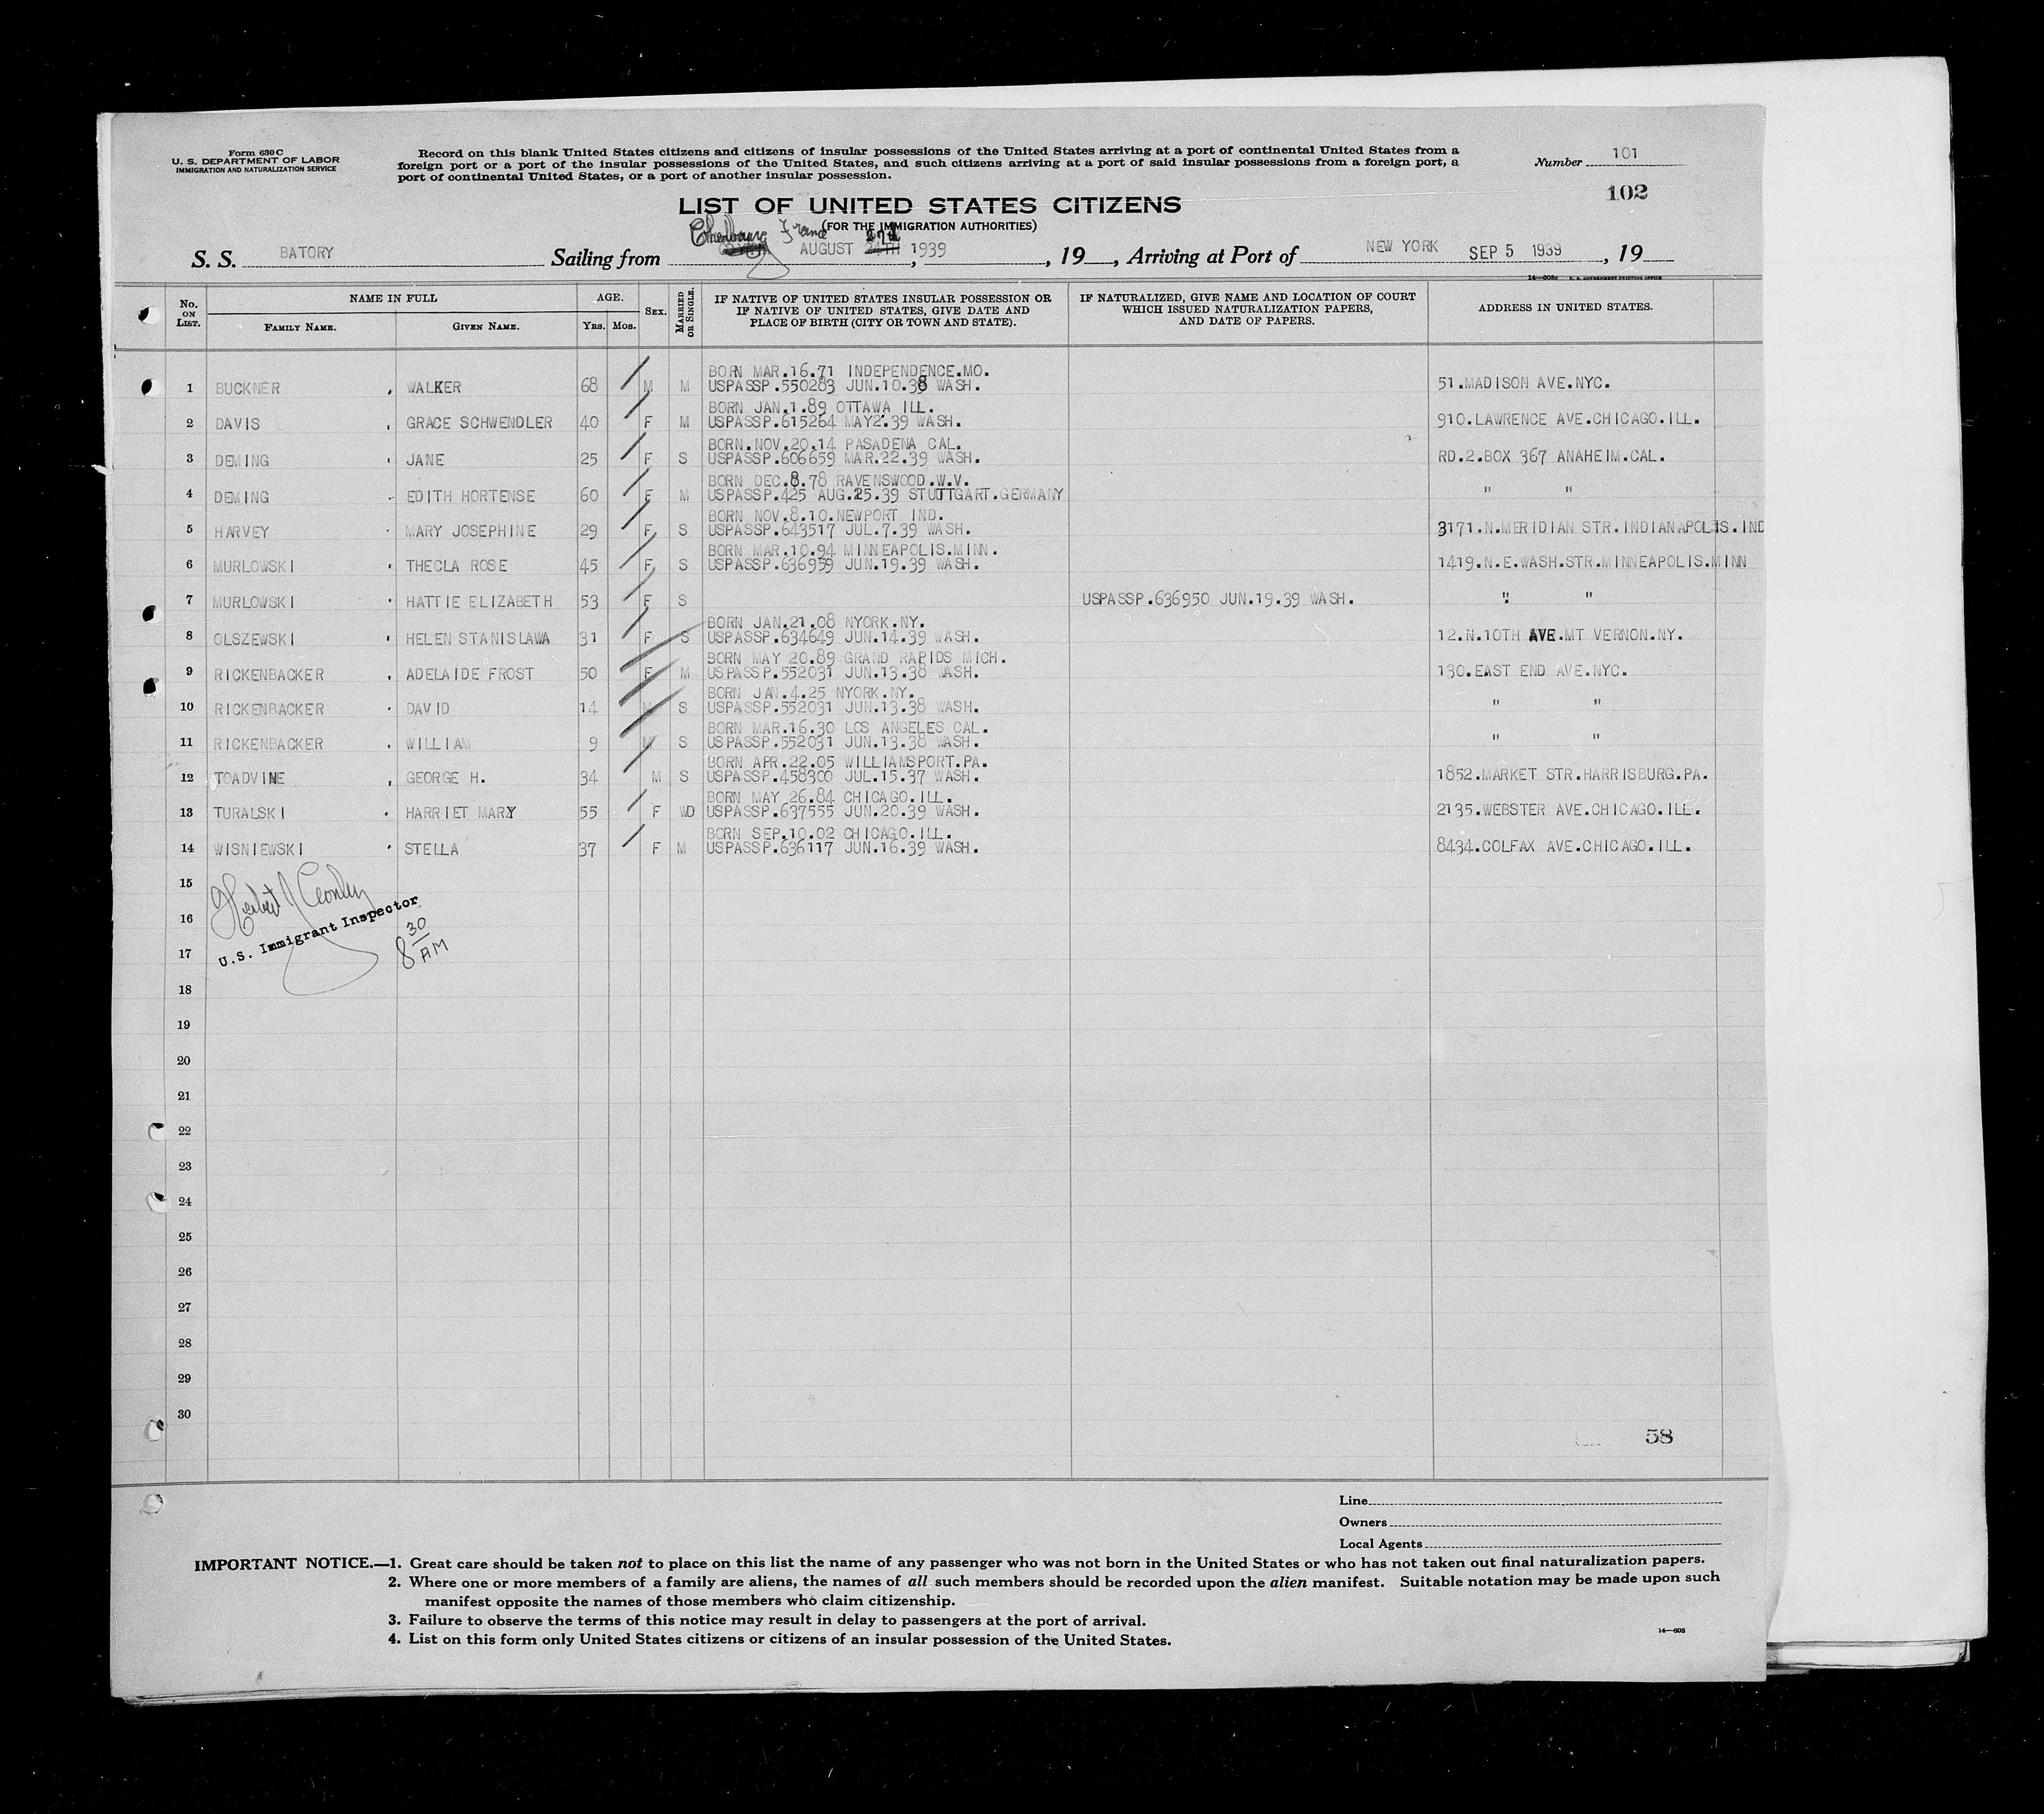 Form 630 C
U. S. DEPARTMENT OF LABOR
IMMIGRATION AND NATURALIZATION SERVICE
Record on this blank United States citizens and citizens of insular possessions of the United States arriving at a port of continental United States from a
foreign port or a port of the insular possessions of the United States, and such citizens arriving at a port of said insular possessions from a foreign port, a
port of continental United States, or a port of another insular possession.
Number 101
102
LIST OF UNITED STATES CITIZENS
(FOR THE IMMIGRATION AUTHORITIES)
Cherbourg France 27th
S. S. BATORY Sailing from AUGUST 24TH, 1939, 19 , Arriving at Port of NEW YORK SEP 5 1939, 19
14—608c U. S. GOVERNMENT PRINTING OFFICE
No. ON LIST. NAME IN FULL FAMILY NAME. GIVEN NAME. AGE. YRS. MOS. SEX. MARRIED OR SINGLE. IF NATIVE OF UNITED STATES INSULAR POSSESSION OR IF NATIVE OF UNITED STATES, GIVE DATE AND PLACE OF BIRTH (CITY OR TOWN AND STATE). IF NATURALIZED, GIVE NAME AND LOCATION OF COURT WHICH ISSUED NATURALIZATION PAPERS, AND DATE OF PAPERS. ADDRESS IN UNITED STATES.
BORN MAR.16.71 INDEPENDENCE.MO.
1 BUCKNER , WALKER 68 M M USPASSP.550283 JUN.10.38 WASH. 51.MADISON AVE.NYC.
BORN JAN.1.89 OTTAWA ILL.
2 DAVIS , GRACE SCHWENDLER 40 F M USPASSP.615264 MAY2.39 WASH. 910.LAWRENCE AVE.CHICAGO.ILL.
BORN.NOV.20.14 PASADENA CAL.
3 DEMING , JANE 25 F S USPASSP.606659 MAR.22.39 WASH. RD.2.BOX 367 ANAHEIM.CAL.
BORN DEC.8.78 RAVENSWOOD.W.V.
4 DEMING - EDITH HORTENSE 60 F M USPASSP.425 AUG.25.39 STUTTGART.GERMANY " "
BORN NOV.8.10.NEWPORT IND.
5 HARVEY , MARY JOSEPHINE 29 F S USPASSP.643517 JUL.7.39 WASH. 3171.N.MERIDIAN STR.INDIANAPOLIS.IND
BORN MAR.10.94 MINNEAPOLIS.MINN.
6 MURLOWSKI , THECLA ROSE 45 F S USPASSP.636959 JUN.19.39 WASH. 1419.N.E.WASH.STR.MINNEAPOLIS.MINN
7 MURLOWSKI , HATTIE ELIZABETH 53 F S USPASSP.636950 JUN.19.39 WASH. " "
BORN JAN.21.08 NYORK.NY.
8 OLSZEWSKI , HELEN STANISLAWA 31 F S USPASSP.634649 JUN.14.39 WASH. 12.N.10TH AVE.MT VERNON.NY.
BORN MAY 20.89 GRAND RAPIDS MICH.
9 RICKENBACKER , ADELAIDE FROST 50 F M USPASSP.552031 JUN.13.38 WASH. 130.EAST END AVE.NYC.
BORN JAN.4.25 NYORK.NY.
10 RICKENBACKER , DAVID 14 M S USPASSP.552031 JUN.13.38 WASH. " "
BORN MAR.16.30 LOS ANGELES CAL.
11 RICKENBACKER , WILLIAM 9 M S USPASSP.552031 JUN.13.38 WASH. " "
BORN APR.22.05 WILLIAMSPORT.PA.
12 TOADVINE , GEORGE H. 34 M S USPASSP.458300 JUL.15.37 WASH. 1852.MARKET STR.HARRISBURG.PA.
BORN MAY 26.84 CHICAGO.ILL.
13 TURALSKI , HARRIET MARY 55 F WD USPASSP.637555 JUN.20.39 WASH. 2135.WEBSTER AVE.CHICAGO.ILL.
BORN SEP.10.02 CHICAGO.ILL.
14 WISNIEWSKI , STELLA 37 F M USPASSP.636117 JUN.16.39 WASH. 8434.COLFAX AVE.CHICAGO.ILL.
15
Herbert J
16
U.S. Immigrant Inspector
17
8 30 AM
18
19
20
21
22
23
24
25
26
27
28
29
30
58
Line
Owners
Local Agents
IMPORTANT NOTICE.—1. Great care should be taken not to place on this list the name of any passenger who was not born in the United States or who has not taken out final naturalization papers.
2. Where one or more members of a family are aliens, the names of all such members should be recorded upon the alien manifest. Suitable notation may be made upon such
manifest opposite the names of those members who claim citizenship.
3. Failure to observe the terms of this notice may result in delay to passengers at the port of arrival.
4. List on this form only United States citizens or citizens of an insular possession of the United States.
14—608